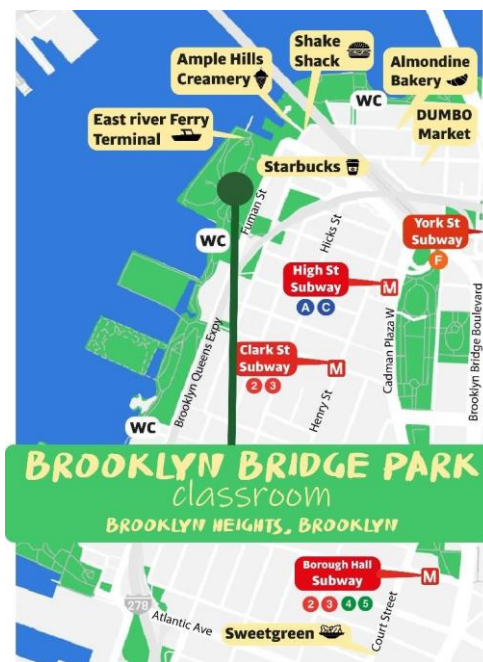 Ample Hills
Creamery
Shake
Shack
Almondine
Bakery
WC
East river Ferry
Terminal
DUMBO
Market
Starbucks
Furman St
WC
Hicks St
York St
Subway
F
High St
Subway
M
A C
Cadman Plaza W
Brooklyn Bridge Boulevard
Brooklyn Queens Expy
Clark St
Subway
M
2 3
Henry St
WC
BROOKLYN BRIDGE PARK
classroom
BROOKLYN HEIGHTS, BROOKLYN
Borough Hall
Subway
M
2 3 4 5
278
Atlantic Ave
Court Street
Sweetgreen